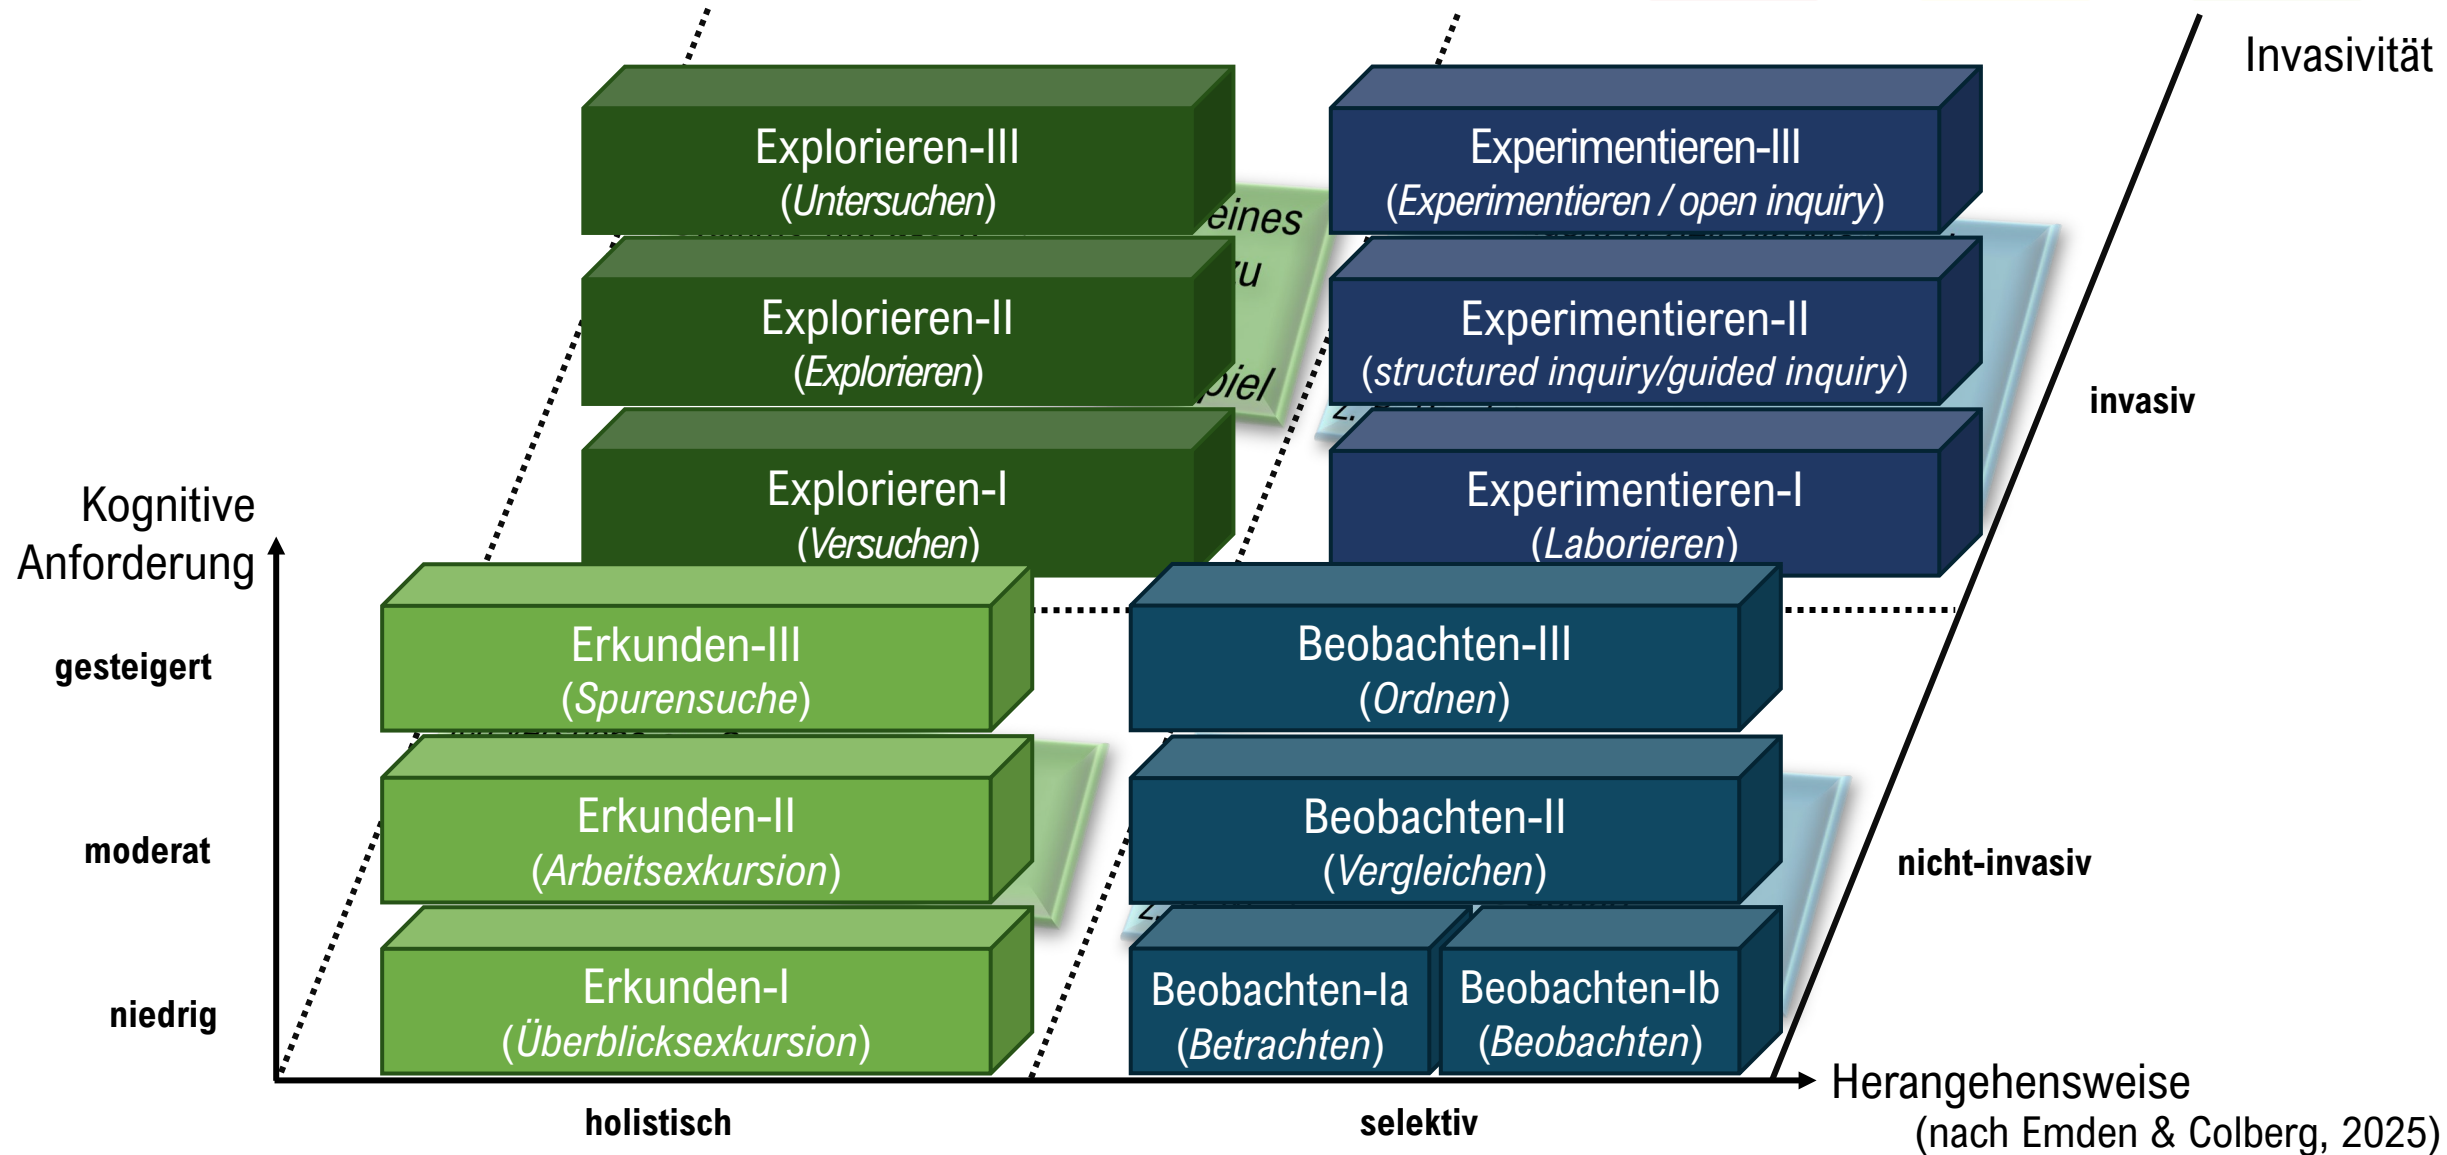 Invasivität
Explorieren-III
(Untersuchen)
Experimentieren-III
(Experimentieren / open inquiry)
eines
zu
Explorieren-II
(Explorieren)
Experimentieren-II
(structured inquiry/guided inquiry)
invasiv
Explorieren-I
(Versuchen)
Experimentieren-I
(Laborieren)
Kognitive
Anforderung
gesteigert
Erkunden-III
(Spurensuche)
Beobachten-III
(Ordnen)
moderat
Erkunden-II
(Arbeitsexkursion)
Beobachten-II
(Vergleichen)
nicht-invasiv
niedrig
Erkunden-I
(Überblicksexkursion)
Beobachten-Ia
(Betrachten)
Beobachten-Ib
(Beobachten)
Herangehensweise
holistisch
selektiv
(nach Emden & Colberg, 2025)